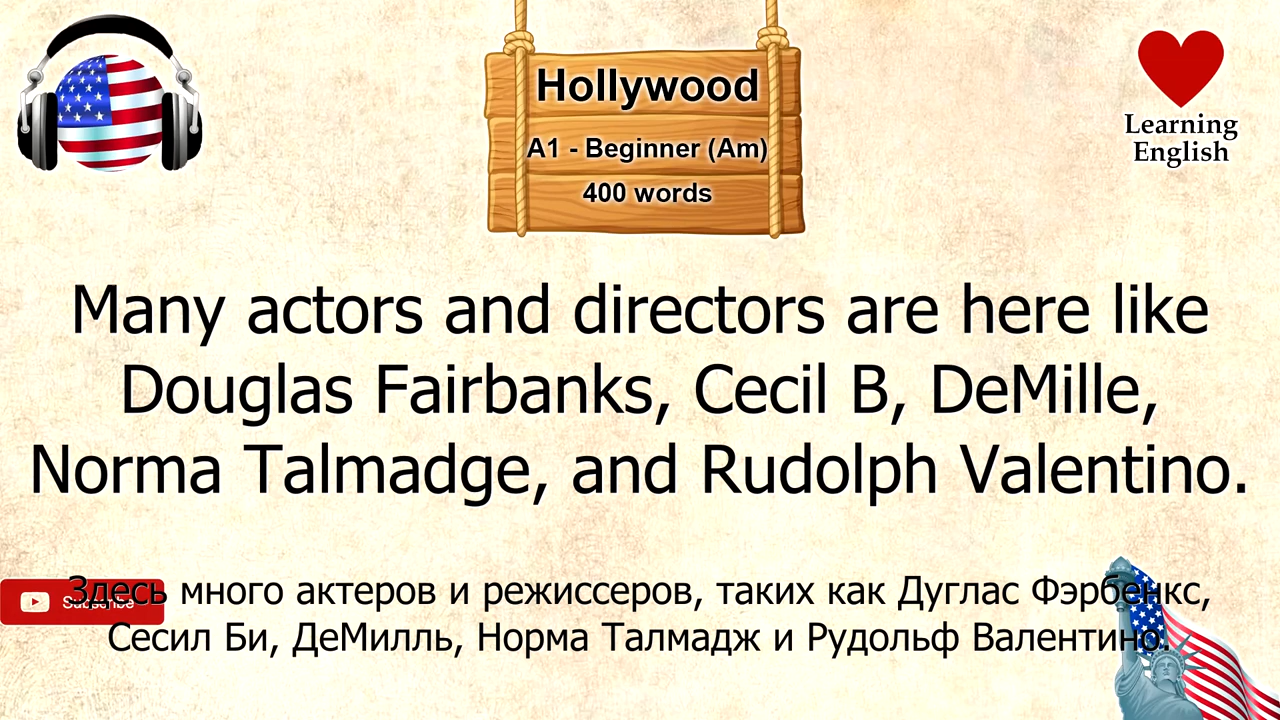 Hollywood
A1 - Beginner (Am)
400 words
Learning
English
Many actors and directors are here like
Douglas Fairbanks, Cecil B, DeMille,
Norma Talmadge, and Rudolph Valentino.
Здесь много актеров и режиссеров, таких как Дуглас Фэрбенкс,
Subscribe
Сесил Би, ДеМилль, Норма Талмадж и Рудольф Валентино.